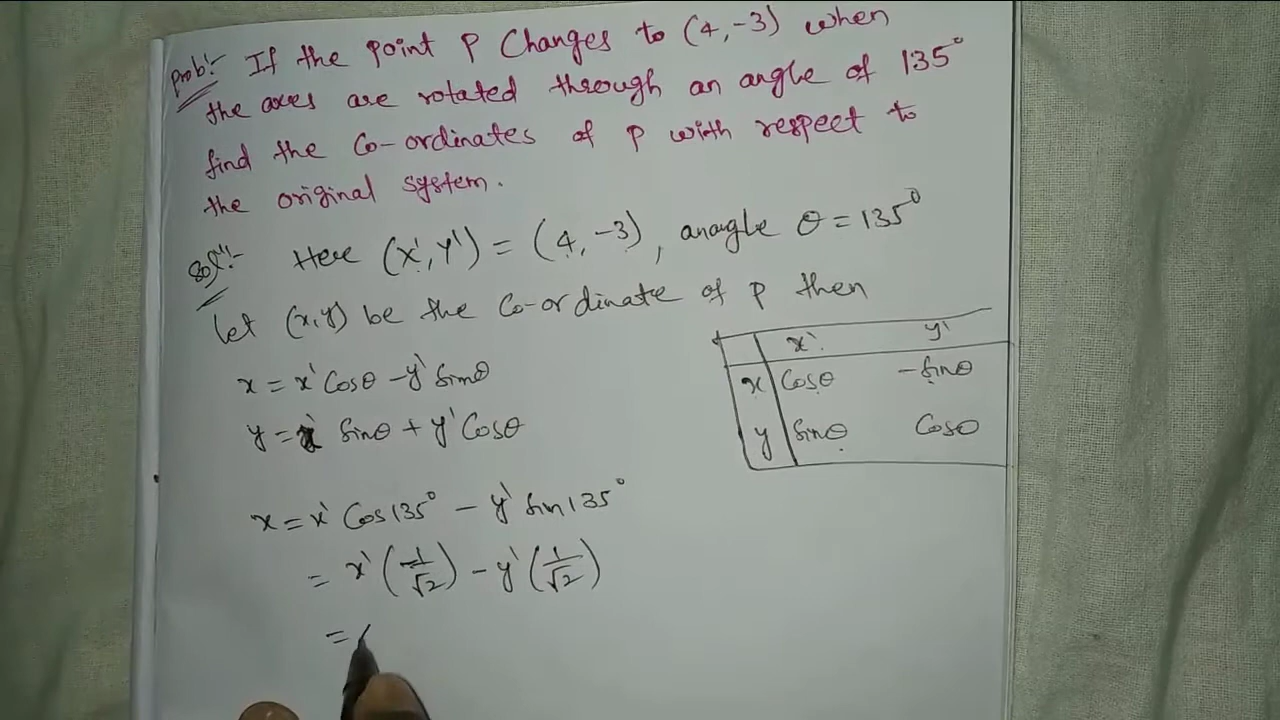 prob:- If the point P Changes to (4,-3) when
the axes are rotated through an angle of 135°
find the Co-ordinates of P with respect to
the original system.
Solⁿ:- Here (x', y') = (4, -3), anagle θ = 135°
Let (x,y) be the Co-ordinate of P then
x = x' Cosθ - y' Sinθ
y = x' Sinθ + y' Cosθ
x' y'
x Cosθ -Sinθ
y Sinθ Cosθ
x = x' Cos135° - y' Sin135°
= x' (-1/√2) - y' (1/√2)
= (